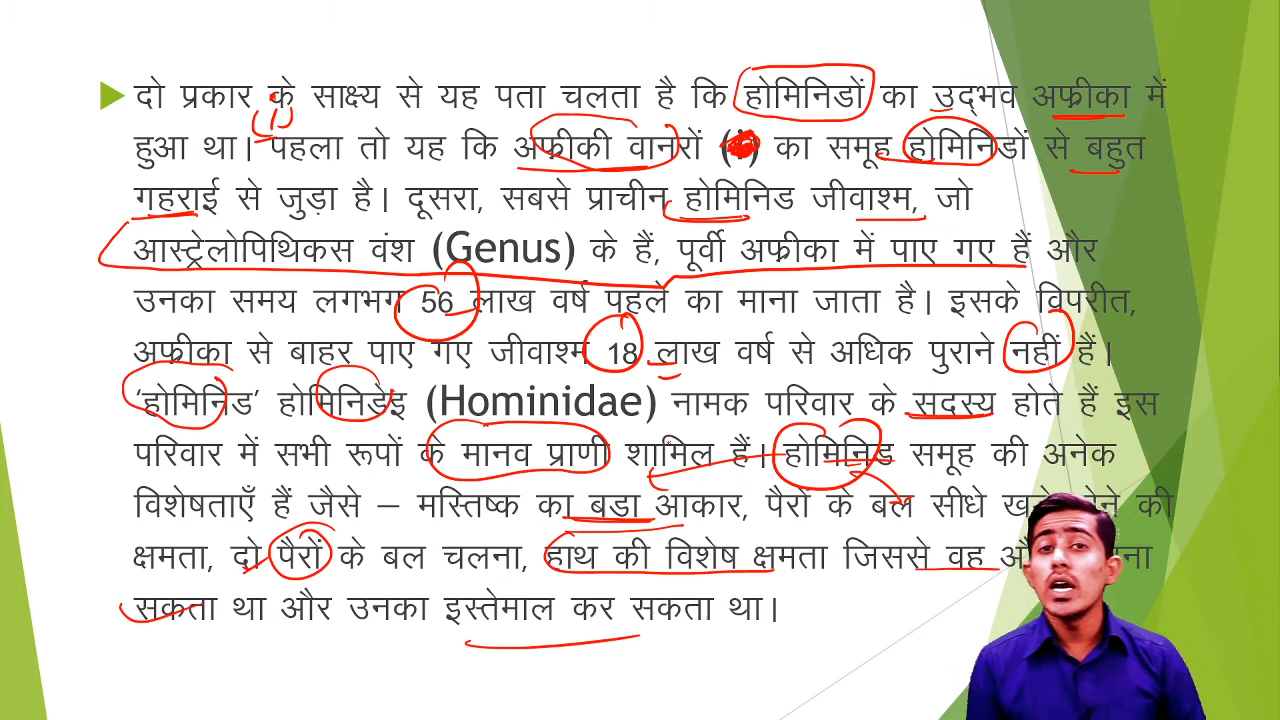 दो प्रकार के साक्ष्य से यह पता चलता है कि होमिनिडों का उद्भव अफ्रीका में
हुआ था। पहला तो यह कि अफ्रीकी वानरों ( ) का समूह होमिनिडों से बहुत
गहराई से जुड़ा है। दूसरा, सबसे प्राचीन होमिनिड जीवाश्म, जो
आस्ट्रेलोपिथिकस वंश (Genus) के हैं, पूर्वी अफ्रीका में पाए गए हैं और
उनका समय लगभग 56 लाख वर्ष पहले का माना जाता है। इसके विपरीत,
अफ्रीका से बाहर पाए गए जीवाश्म 18 लाख वर्ष से अधिक पुराने नहीं हैं।
'होमिनिड' होमिनिडेइ (Hominidae) नामक परिवार के सदस्य होते हैं इस
परिवार में सभी रूपों के मानव प्राणी शामिल हैं। होमिनिड समूह की अनेक
विशेषताएँ हैं जैसे – मस्तिष्क का बडा आकार, पैरों के बल सीधे की
क्षमता, दो पैरों के बल चलना, हाथ की विशेष क्षमता जिससे वह
सकता था और उनका इस्तेमाल कर सकता था।